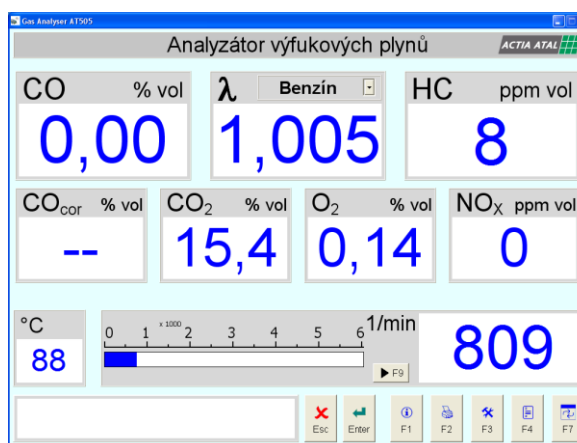 Gas Analyser AT505
Analyzátor výfukových plynů
ACTIA ATAL
CO % vol
0,00
λ Benzín
1,005
HC ppm vol
8
COcor % vol
--
CO2 % vol
15,4
O2 % vol
0,14
NOX ppm vol
0
°C
88
0 1 x 1000 2 3 4 5 6 1/min
809
F9
Esc
Enter
F1
F2
F3
F4
F7